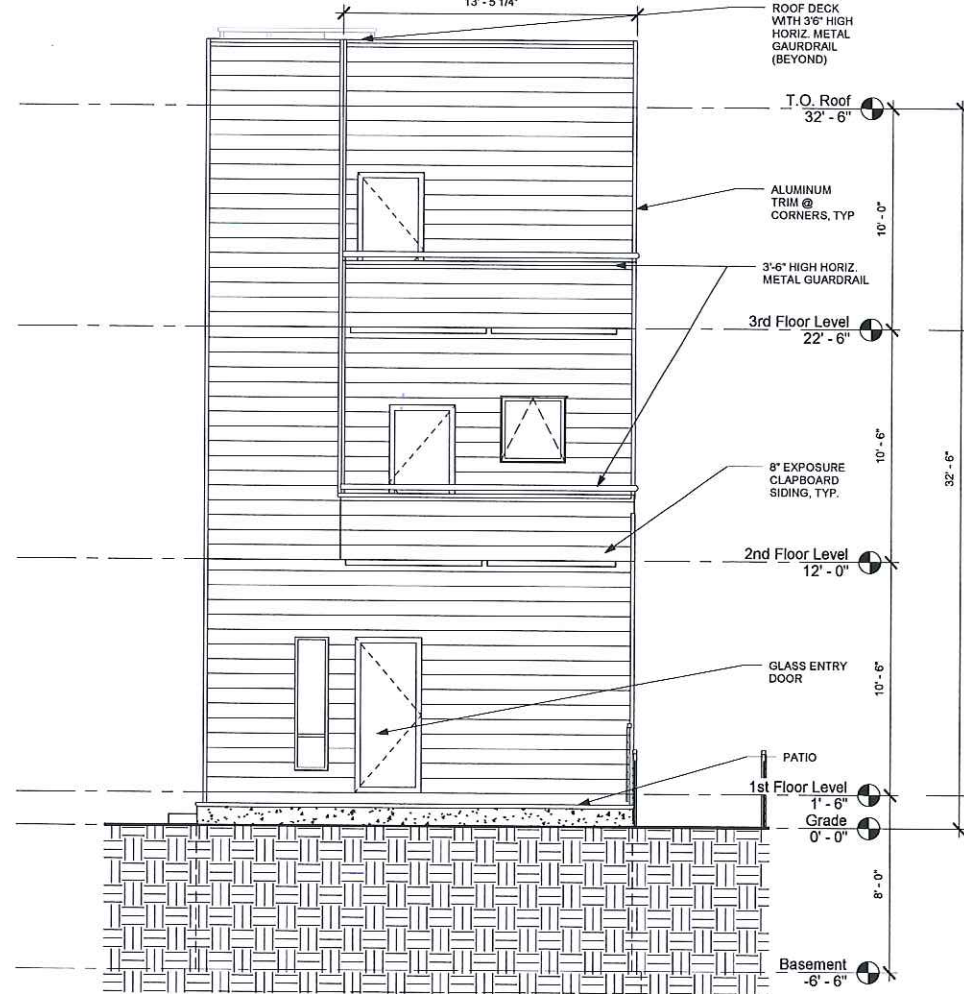 13' - 5 1/4"
ROOF DECK
WITH 3'6" HIGH
HORIZ. METAL
GAURDRAIL
(BEYOND)
T.O. Roof
32' - 6"
ALUMINUM
TRIM @
CORNERS, TYP
10' - 0"
3'-6" HIGH HORIZ.
METAL GUARDRAIL
3rd Floor Level
22' - 6"
10' - 6"
32' - 6"
8" EXPOSURE
CLAPBOARD
SIDING, TYP.
2nd Floor Level
12' - 0"
10' - 6"
GLASS ENTRY
DOOR
PATIO
1st Floor Level
1' - 6"
Grade
0' - 0"
8' - 0"
Basement
-6' - 6"